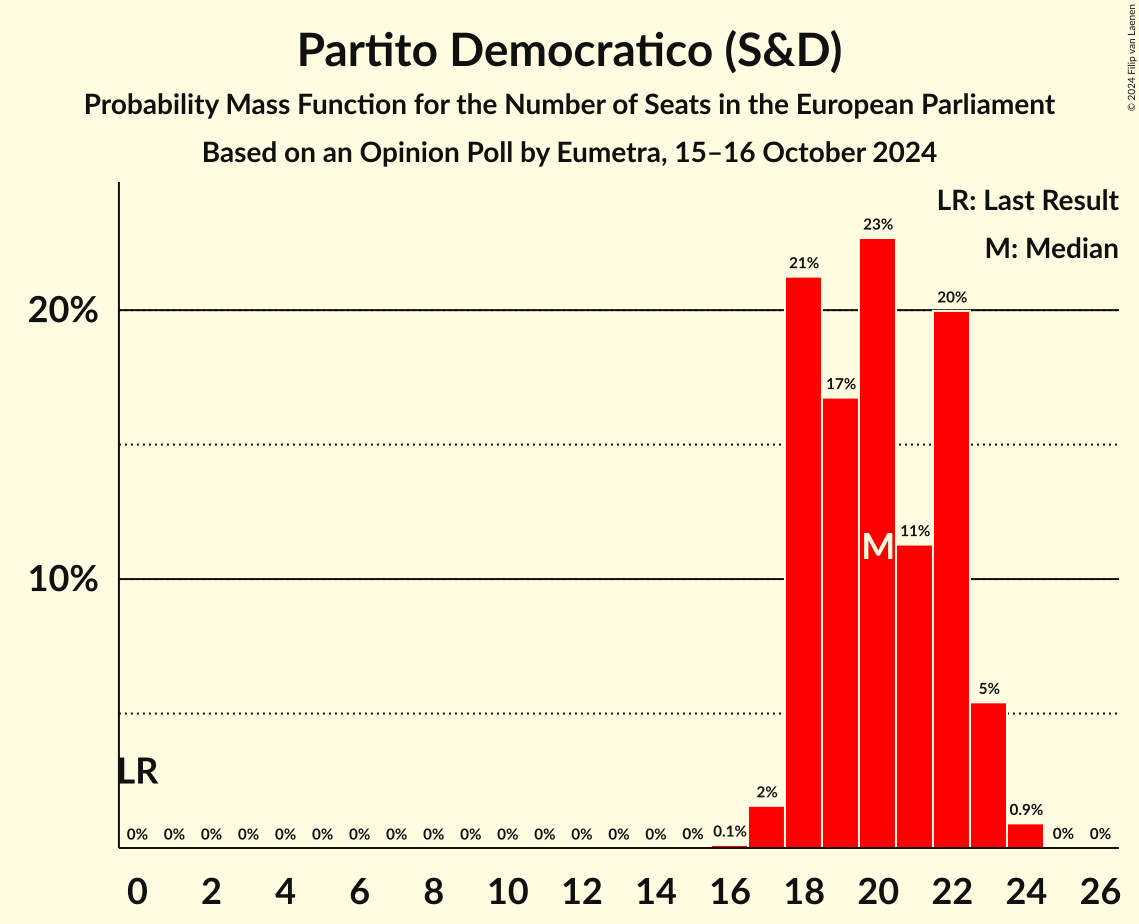 Partito Democratico (S&D)
Probability Mass Function for the Number of Seats in the European Parliament
Based on an Opinion Poll by Eumetra, 15–16 October 2024
© 2024 Filip van Laenen
LR: Last Result
M: Median
23%
21%
20%
20%
17%
M
11%
10%
5%
LR
2%
0.9%
0% 0% 0% 0% 0% 0% 0% 0% 0% 0% 0% 0% 0% 0% 0% 0% 0.1% 0% 0%
0 2 4 6 8 10 12 14 16 18 20 22 24 26